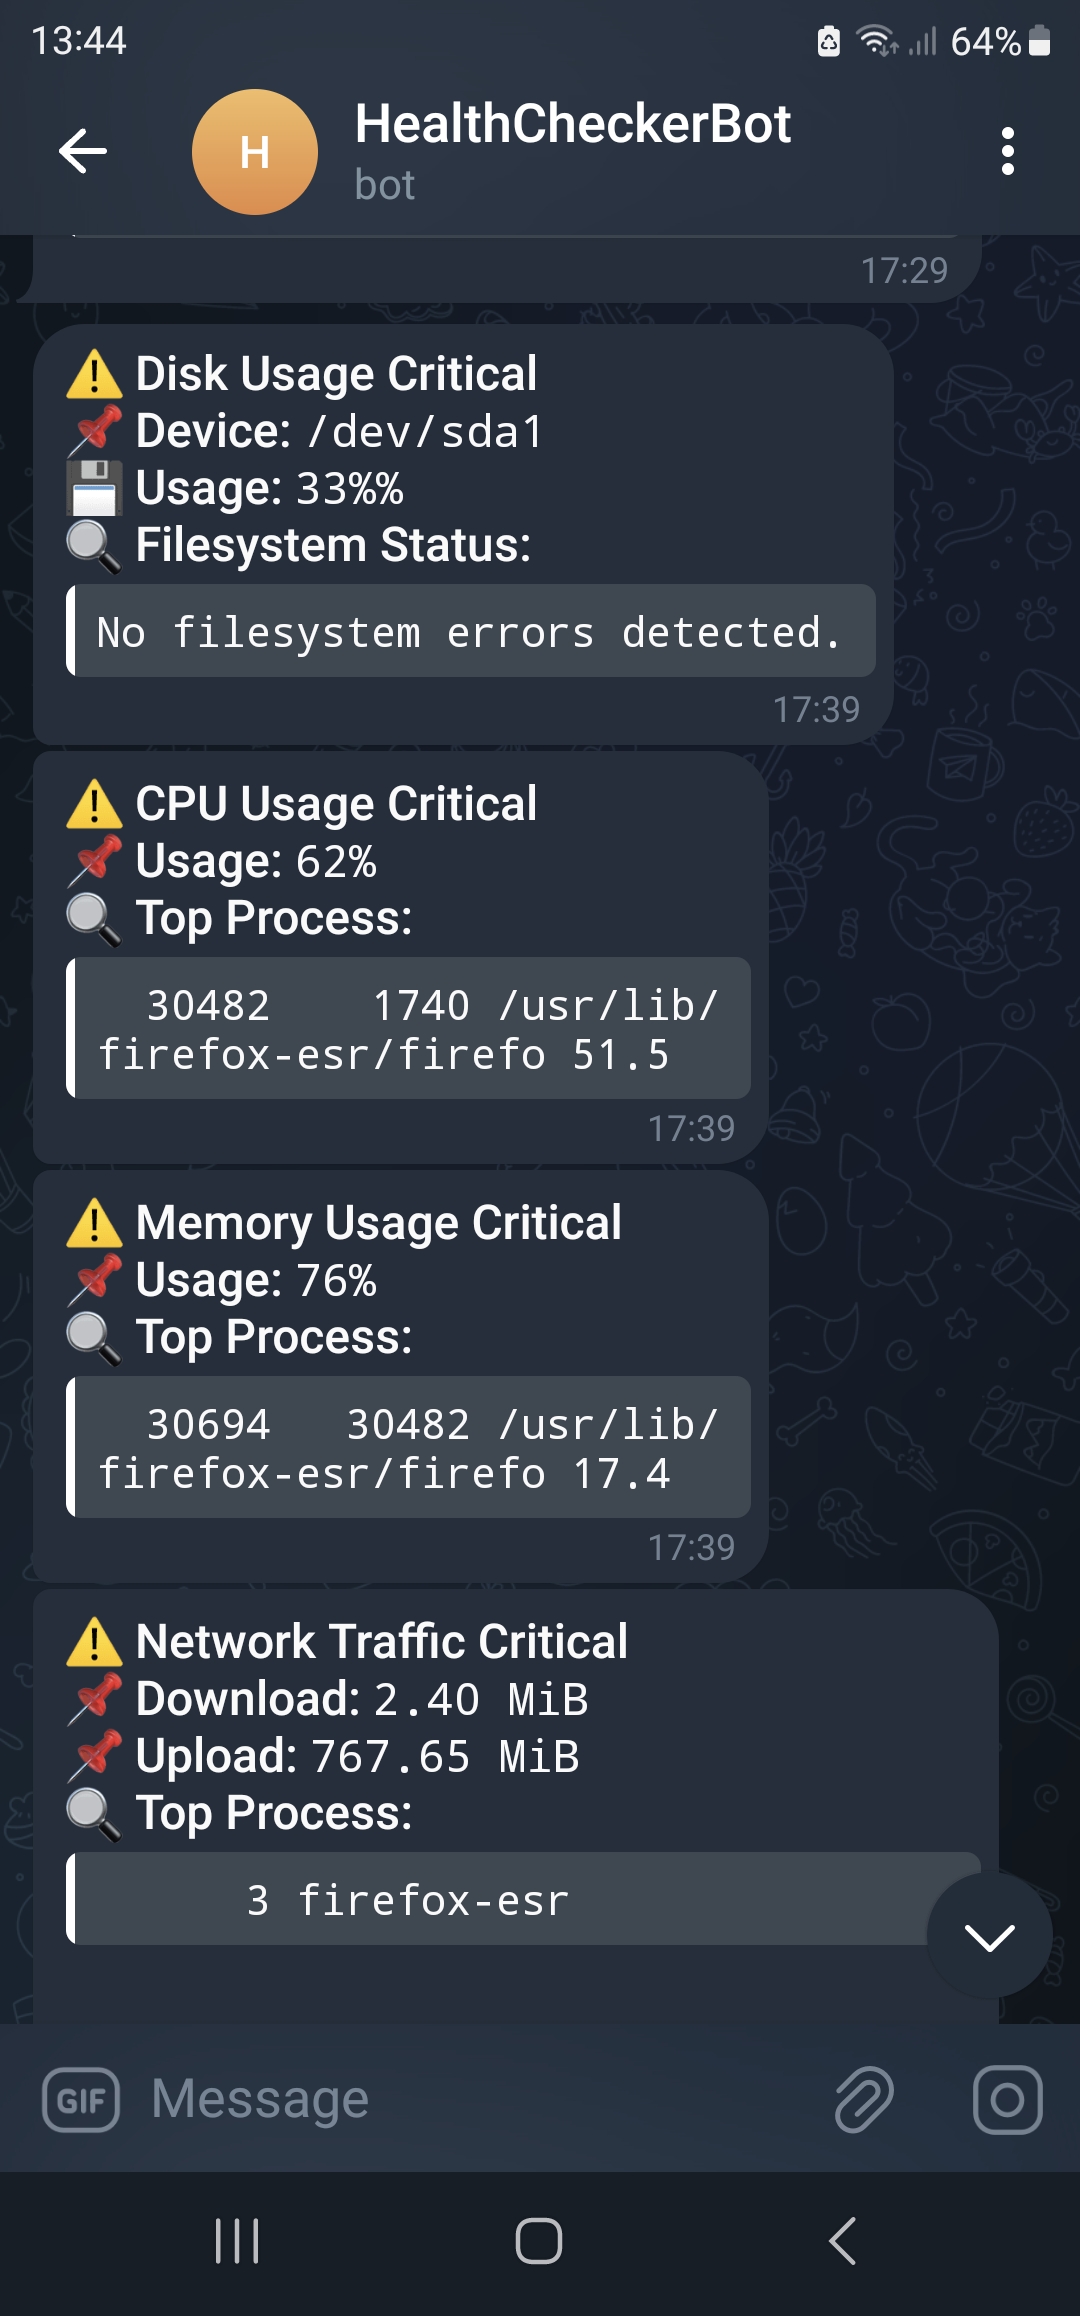 13:44
64%
H
HealthCheckerBot
bot
17:29
⚠️ Disk Usage Critical
📌 Device: /dev/sda1
💾 Usage: 33%%
🔍 Filesystem Status:
No filesystem errors detected.
17:39
⚠️ CPU Usage Critical
📌 Usage: 62%
🔍 Top Process:
30482    1740 /usr/lib/
firefox-esr/firefo 51.5
17:39
⚠️ Memory Usage Critical
📌 Usage: 76%
🔍 Top Process:
30694   30482 /usr/lib/
firefox-esr/firefo 17.4
17:39
⚠️ Network Traffic Critical
📌 Download: 2.40 MiB
📌 Upload: 767.65 MiB
🔍 Top Process:
3 firefox-esr
GIF
Message